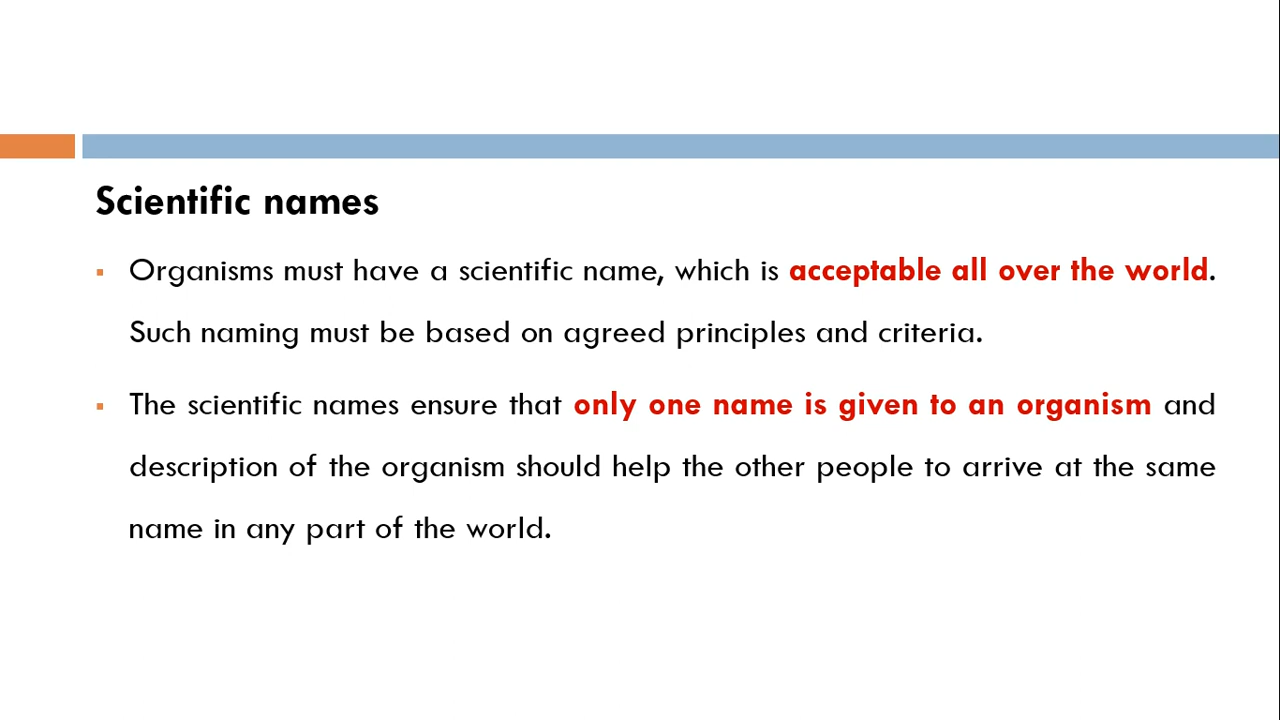 Scientific names
▪ Organisms must have a scientific name, which is acceptable all over the world.
Such naming must be based on agreed principles and criteria.
▪ The scientific names ensure that only one name is given to an organism and
description of the organism should help the other people to arrive at the same
name in any part of the world.